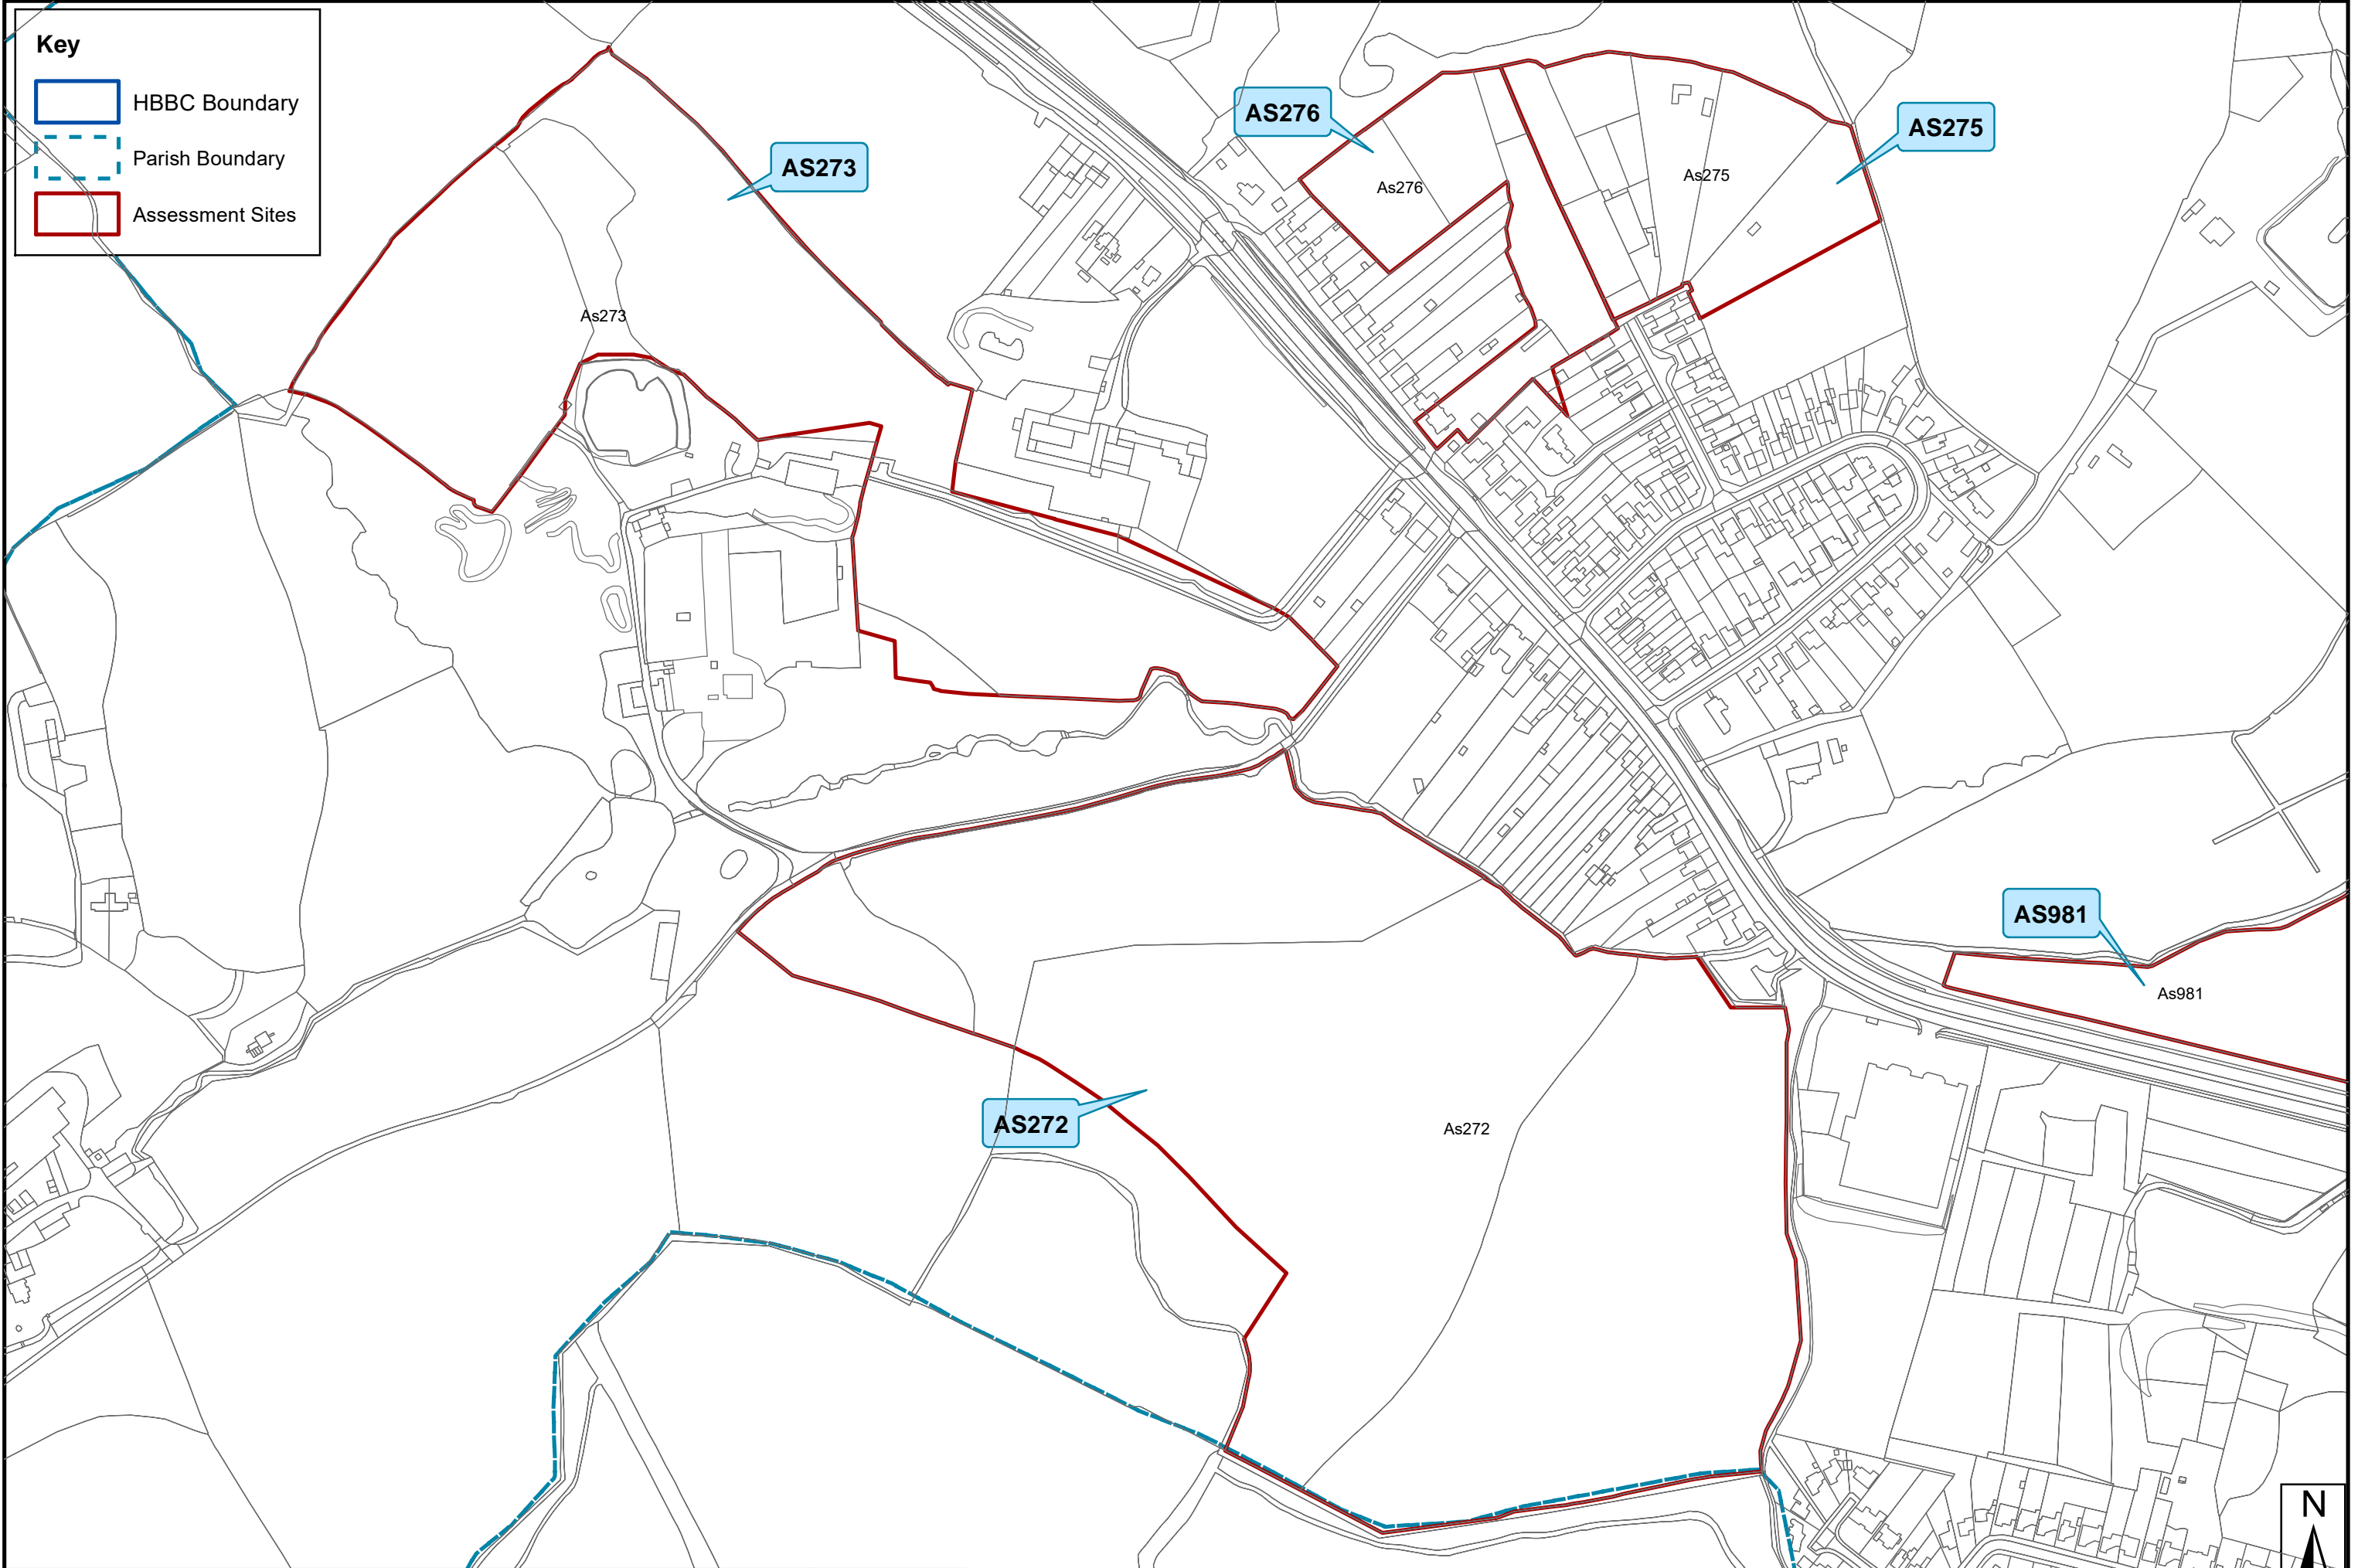 Key
HBBC Boundary
Parish Boundary
Assessment Sites
AS276
AS275
AS273
As276
As275
As273
AS981
As981
AS272
As272
N